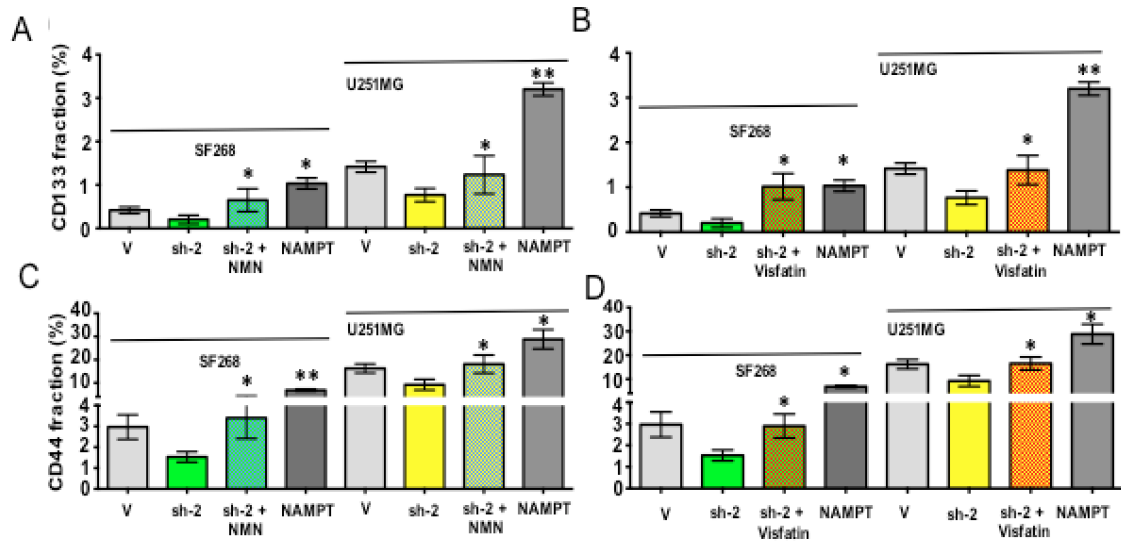 A
CD133 fraction (%)
4
3
2
1
0
SF268
U251MG
*
*
*
**
V
sh-2
sh-2 +
NMN
NAMPT
V
sh-2
sh-2 +
NMN
NAMPT
B
4
3
2
1
0
SF268
U251MG
*
*
*
**
V
sh-2
sh-2 +
Visfatin
NAMPT
V
sh-2
sh-2 +
Visfatin
NAMPT
C
CD44 fraction (%)
40
30
20
10
4
3
2
1
0
SF268
U251MG
*
**
*
*
V
sh-2
sh-2 +
NMN
NAMPT
V
sh-2
sh-2 +
NMN
NAMPT
D
40
30
20
10
4
3
2
1
0
SF268
U251MG
*
*
*
*
V
sh-2
sh-2 +
Visfatin
NAMPT
V
sh-2
sh-2 +
Visfatin
NAMPT